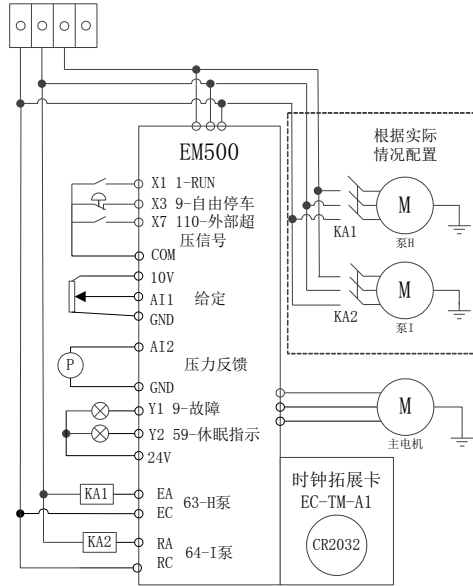 EM500
根据实际
情况配置
X1 1-RUN
X3 9-自由停车
X7 110-外部超
压信号
COM
10V
AI1 给定
GND
AI2
压力反馈
P
GND
Y1 9-故障
Y2 59-休眠指示
24V
KA1
EA
63-H泵
EC
KA2
RA
64-I泵
RC
M
KA1
泵H
M
KA2
泵I
M
主电机
时钟拓展卡
EC-TM-A1
CR2032